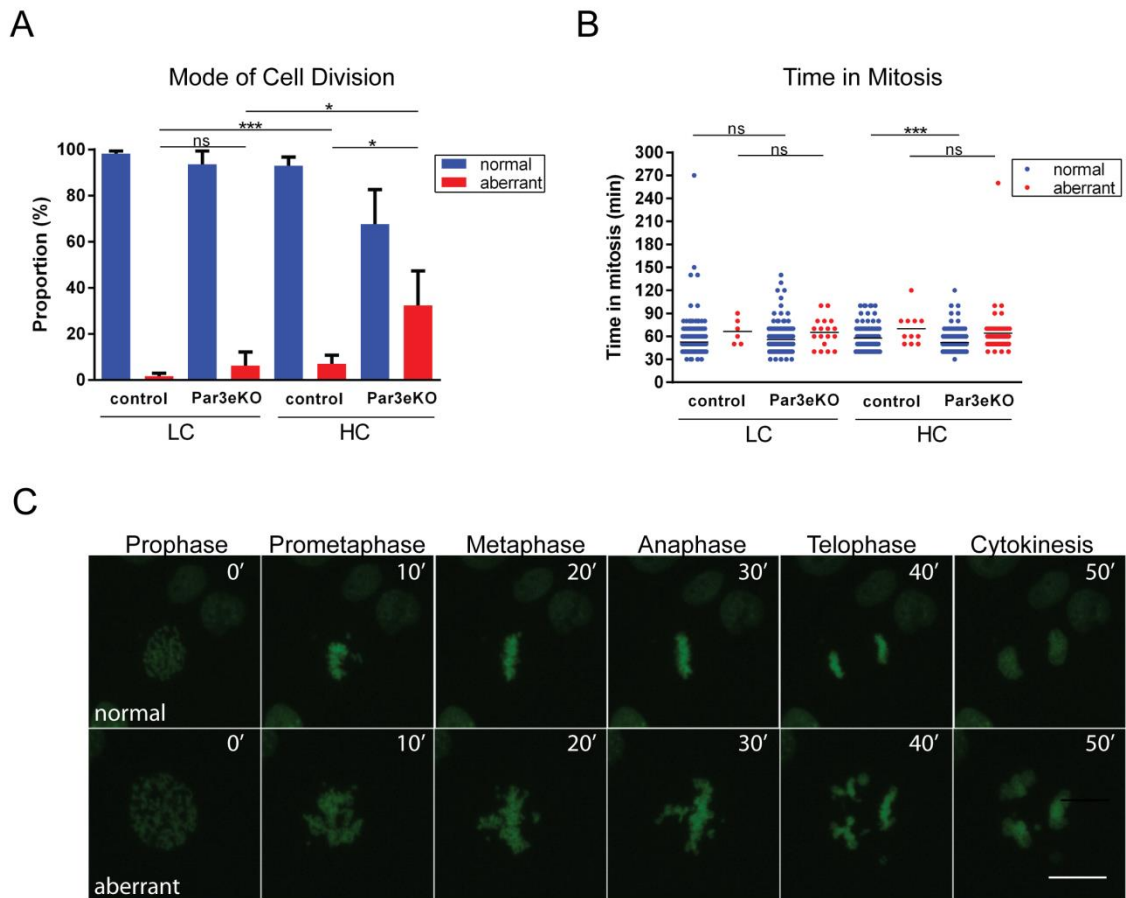 A
Mode of Cell Division
*
***
ns
*
100
80
60
40
20
0
Proportion (%)
normal
aberrant
control Par3eKO control Par3eKO
LC HC
B
Time in Mitosis
ns *** 
ns ns
300
270
240
210
180
150
120
90
60
30
0
Time in mitosis (min)
normal
aberrant
control Par3eKO control Par3eKO
LC HC
C
Prophase Prometaphase Metaphase Anaphase Telophase Cytokinesis
0′ 10′ 20′ 30′ 40′ 50′
normal
0′ 10′ 20′ 30′ 40′ 50′
aberrant